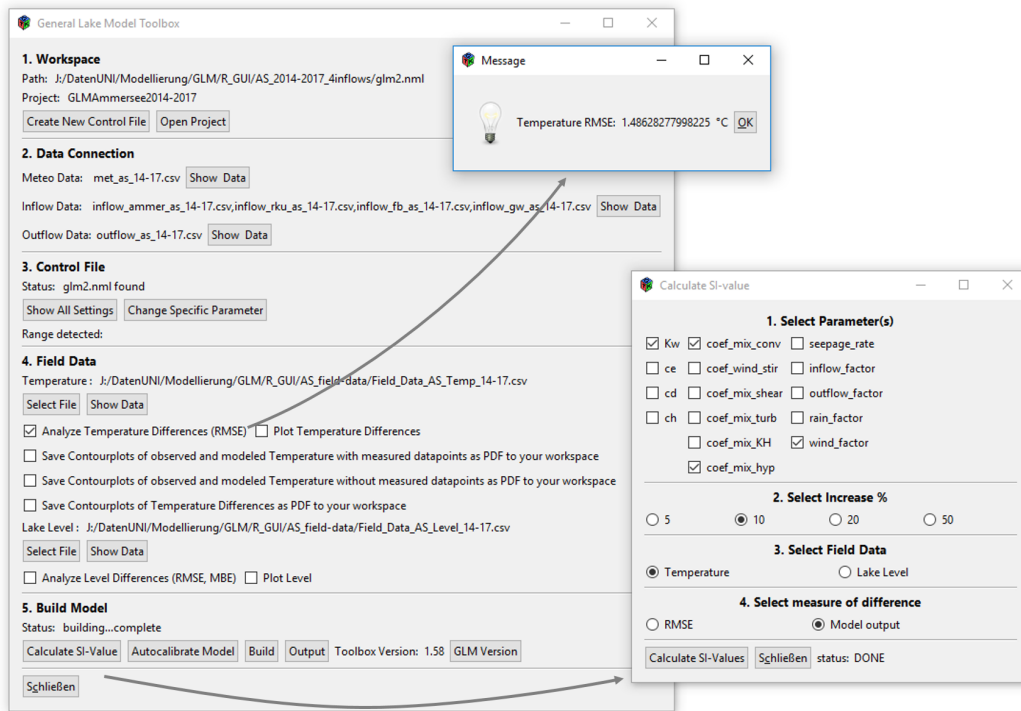 General Lake Model Toolbox
1. Workspace
Path: J:/DatenUNI/Modellierung/GLM/R_GUI/AS_2014-2017_4inflows/glm2.nml
Project: GLMAmmersee2014-2017
Create New Control File Open Project
2. Data Connection
Meteo Data: met_as_14-17.csv Show Data
Inflow Data: inflow_ammer_as_14-17.csv,inflow_rku_as_14-17.csv,inflow_fb_as_14-17.csv,inflow_gw_as_14-17.csv Show Data
Outflow Data: outflow_as_14-17.csv Show Data
3. Control File
Status: glm2.nml found
Show All Settings Change Specific Parameter
Range detected:
4. Field Data
Temperature : J:/DatenUNI/Modellierung/GLM/R_GUI/AS_field-data/Field_Data_AS_Temp_14-17.csv
Select File Show Data
Analyze Temperature Differences (RMSE) Plot Temperature Differences
Save Contourplots of observed and modeled Temperature with measured datapoints as PDF to your workspace
Save Contourplots of observed and modeled Temperature without measured datapoints as PDF to your workspace
Save Contourplots of Temperature Differences as PDF to your workspace
Lake Level : J:/DatenUNI/Modellierung/GLM/R_GUI/AS_field-data/Field_Data_AS_Level_14-17.csv
Select File Show Data
Analyze Level Differences (RMSE, MBE) Plot Level
5. Build Model
Status: building...complete
Calculate SI-Value Autocalibrate Model Build Output Toolbox Version: 1.58 GLM Version
Schließen
Message
Temperature RMSE: 1.48628277998225 °C OK
Calculate SI-value
1. Select Parameter(s)
Kw coef_mix_conv seepage_rate
ce coef_wind_stir inflow_factor
cd coef_mix_shear outflow_factor
ch coef_mix_turb rain_factor
coef_mix_KH wind_factor
coef_mix_hyp
2. Select Increase %
5 10 20 50
3. Select Field Data
Temperature Lake Level
4. Select measure of difference
RMSE Model output
Calculate SI-Values Schließen status: DONE